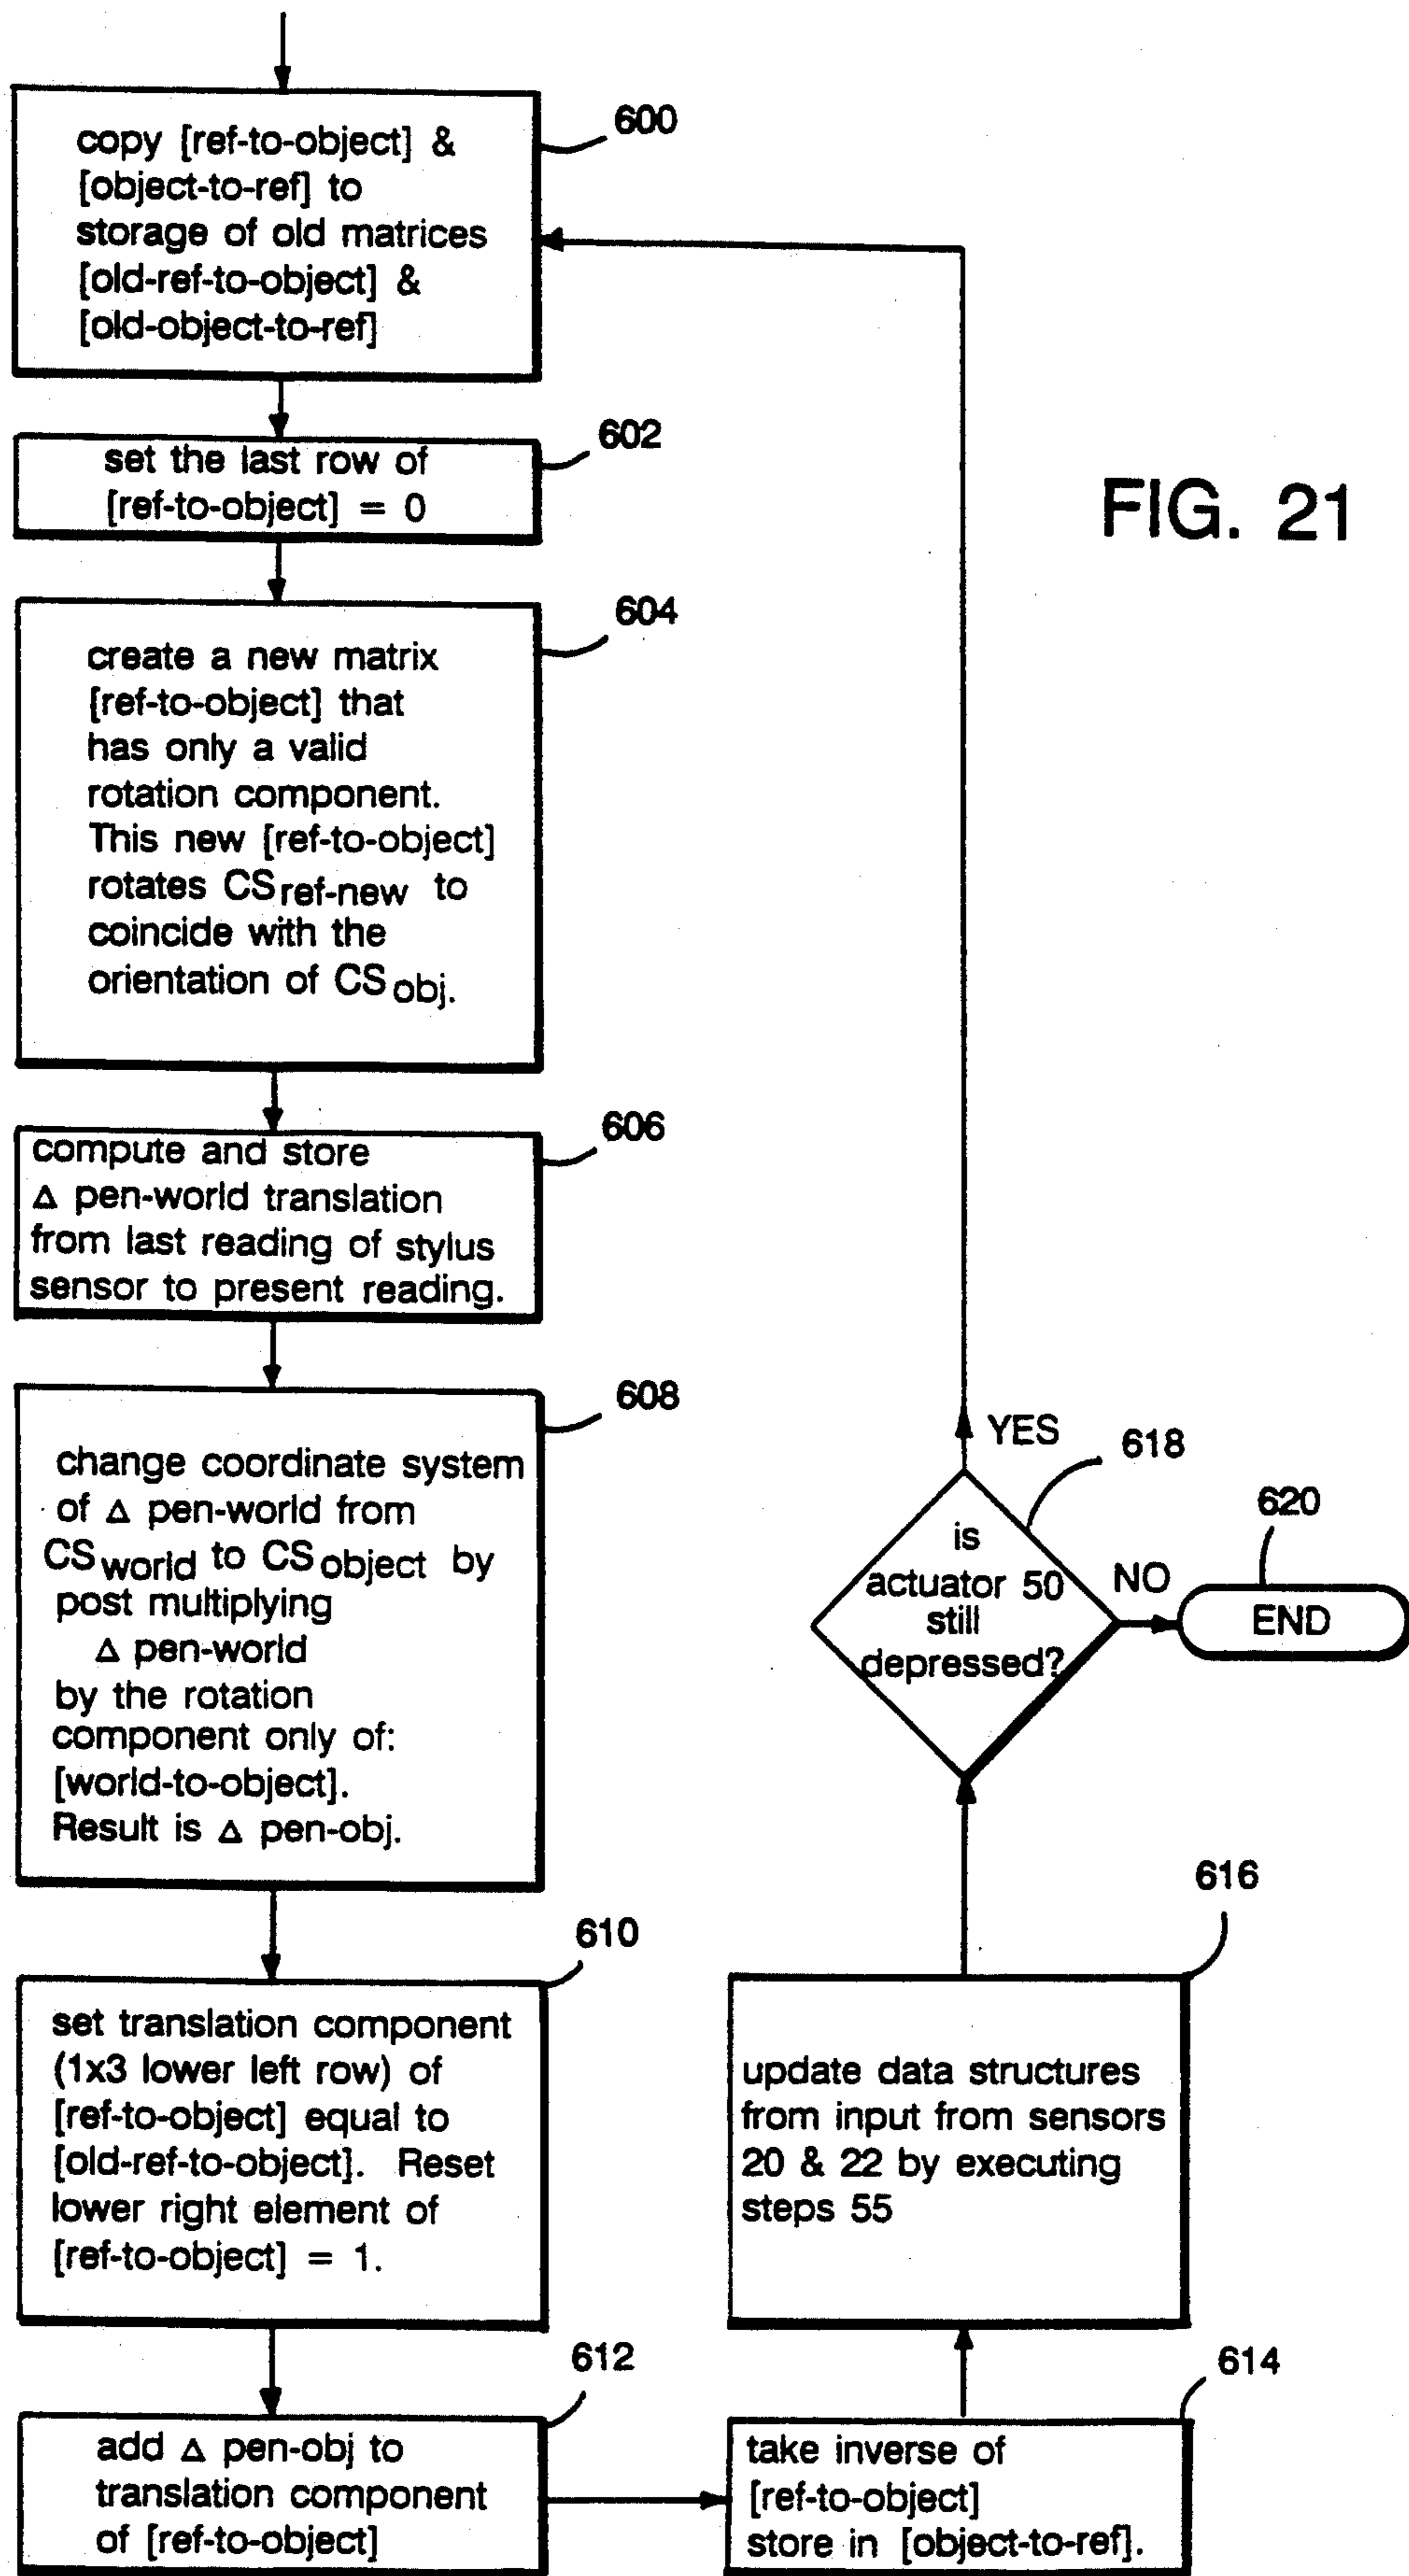 copy [ref-to-object] &
[object-to-ref] to
storage of old matrices
[old-ref-to-object] &
[old-object-to-ref]
600
set the last row of
[ref-to-object] = 0
602
FIG. 21
create a new matrix
[ref-to-object] that
has only a valid
rotation component.
This new [ref-to-object]
rotates CS ref-new to
coincide with the
orientation of CS obj.
604
compute and store
Δ pen-world translation
from last reading of stylus
sensor to present reading.
606
change coordinate system
of Δ pen-world from
CS world to CS object by
post multiplying
Δ pen-world
by the rotation
component only of:
[world-to-object].
Result is Δ pen-obj.
608
set translation component
(1x3 lower left row) of
[ref-to-object] equal to
[old-ref-to-object]. Reset
lower right element of
[ref-to-object] = 1.
610
add Δ pen-obj to
translation component
of [ref-to-object]
612
take inverse of
[ref-to-object]
store in [object-to-ref].
614
update data structures
from input from sensors
20 & 22 by executing
steps 55
616
is
actuator 50
still
depressed?
618
YES
NO
END
620